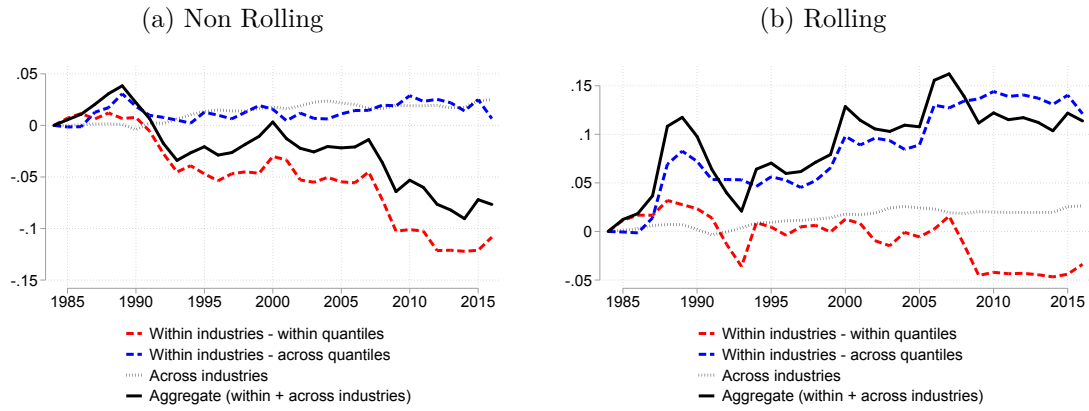 (a) Non Rolling
.05
0
-.05
-.1
-.15
1985 1990 1995 2000 2005 2010 2015
Within industries - within quantiles
Within industries - across quantiles
Across industries
Aggregate (within + across industries)
(b) Rolling
.15
.1
.05
0
-.05
1985 1990 1995 2000 2005 2010 2015
Within industries - within quantiles
Within industries - across quantiles
Across industries
Aggregate (within + across industries)